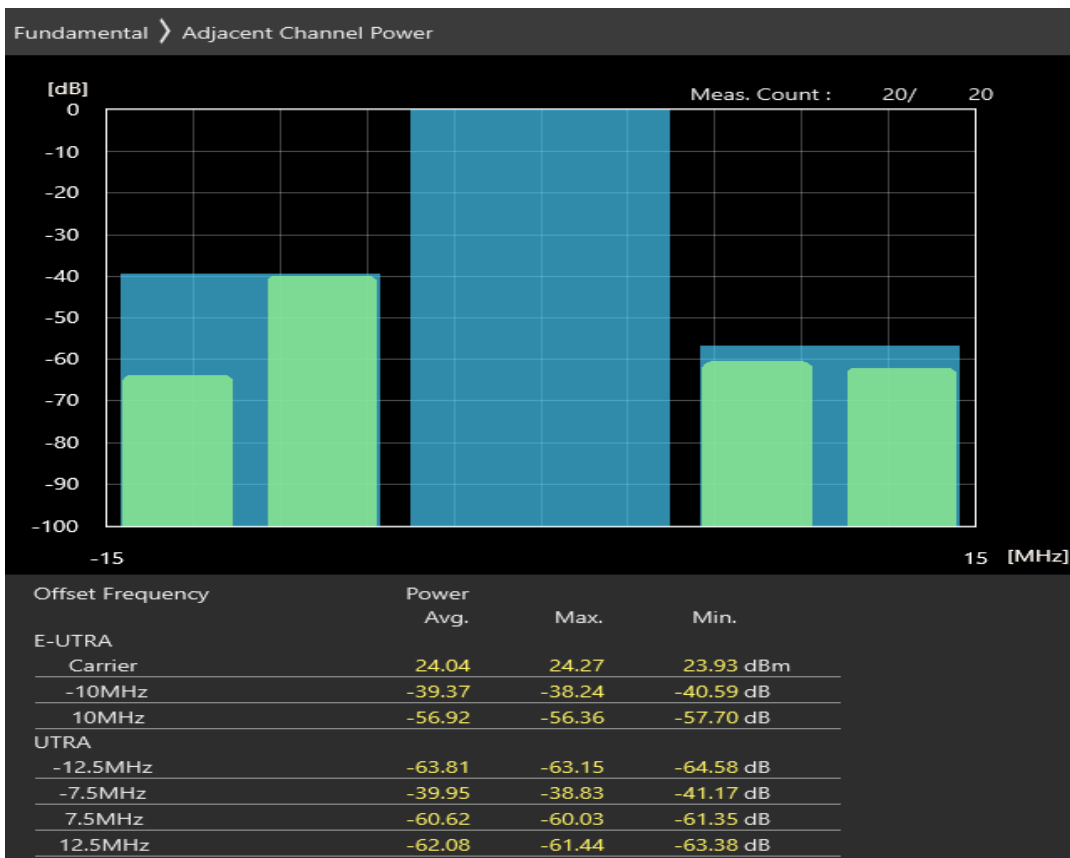 Fundamental 〉 Adjacent Channel Power
[dB]
Meas. Count : 20/ 20
0
-10
-20
-30
-40
-50
-60
-70
-80
-90
-100
-15 15 [MHz]
Offset Frequency Power
Avg. Max. Min.
E-UTRA
Carrier 24.04 24.27 23.93 dBm
-10MHz -39.37 -38.24 -40.59 dB
10MHz -56.92 -56.36 -57.70 dB
UTRA
-12.5MHz -63.81 -63.15 -64.58 dB
-7.5MHz -39.95 -38.83 -41.17 dB
7.5MHz -60.62 -60.03 -61.35 dB
12.5MHz -62.08 -61.44 -63.38 dB